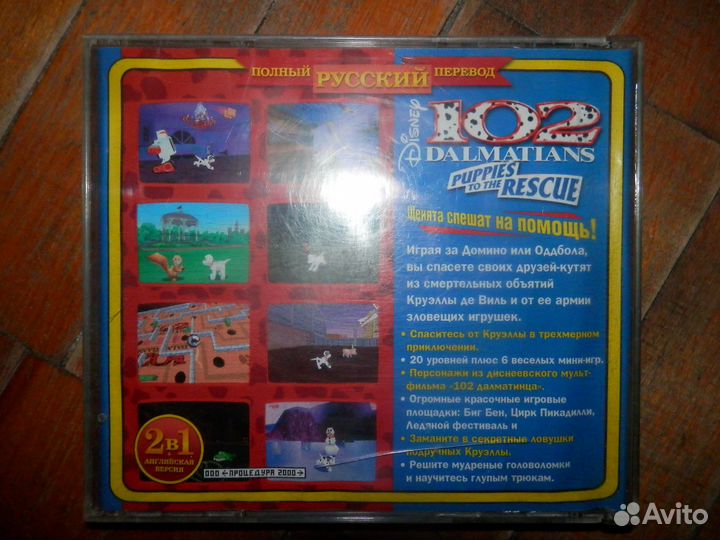 ПОЛНЫЙ РУССКИЙ ПЕРЕВОД
DISNEY
102
DALMATIANS
PUPPIES
TO THE RESCUE
Щенята спешат на помощь!
Играя за Домино или Оддбола,
вы спасете своих друзей-кутят
из смертельных объятий
Круэллы де Виль и от ее армии
зловещих игрушек.
• Спаситесь от Круэллы в трехмерном
приключении.
• 20 уровней плюс 6 веселых мини-игр.
• Персонажи из диснеевского мульт-
фильма «102 далматинца».
• Огромные красочные игровые
площадки: Биг Бен, Цирк Пикадилли,
Ледяной фестиваль и
• Заманите в секретные ловушки
подручных Круэллы.
• Решите мудреные головоломки
и научитесь глупым трюкам.
2в1
АНГЛИЙСКАЯ
ВЕРСИЯ
ООО «ПРОЦЕДУРА 2000»
Avito